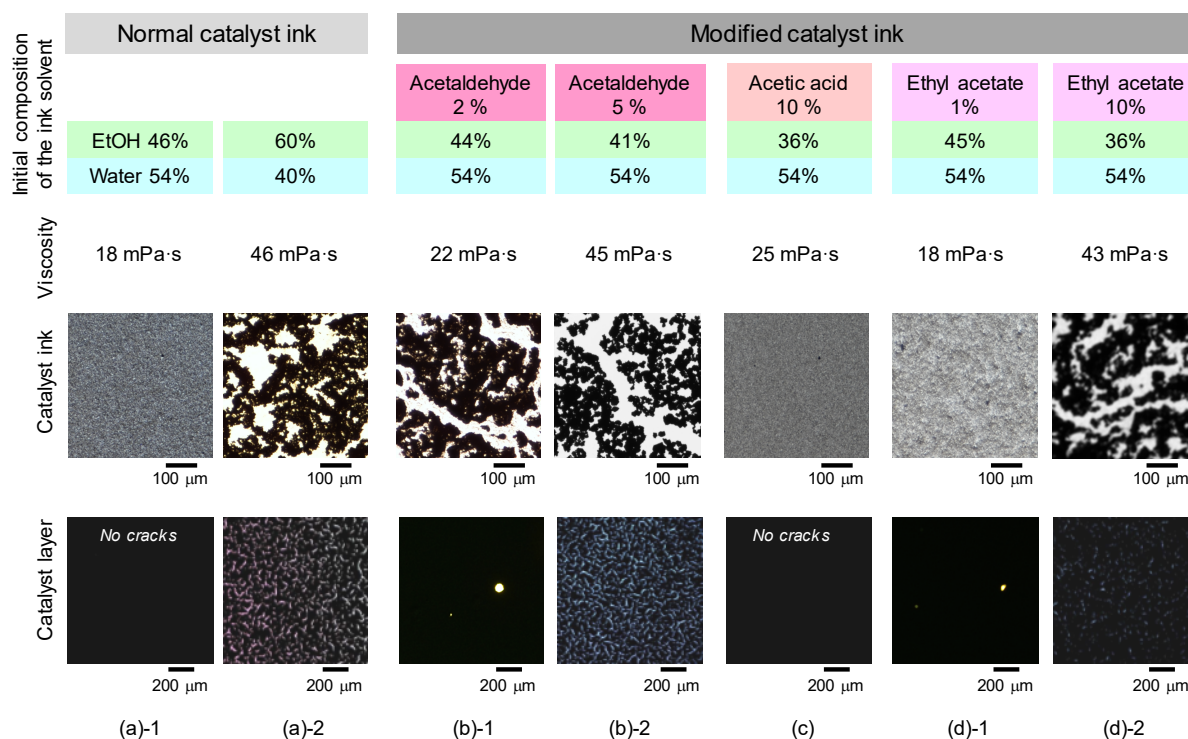 Normal catalyst ink
Modified catalyst ink
Initial composition
of the ink solvent
Acetaldehyde
2 %
Acetaldehyde
5 %
Acetic acid
10 %
Ethyl acetate
1%
Ethyl acetate
10%
EtOH 46%
60%
44%
41%
36%
45%
36%
Water 54%
40%
54%
54%
54%
54%
54%
Viscosity
18 mPa·s
46 mPa·s
22 mPa·s
45 mPa·s
25 mPa·s
18 mPa·s
43 mPa·s
Catalyst ink
100 μm
100 μm
100 μm
100 μm
100 μm
100 μm
100 μm
Catalyst layer
No cracks
No cracks
200 μm
200 μm
200 μm
200 μm
200 μm
200 μm
200 μm
(a)-1
(a)-2
(b)-1
(b)-2
(c)
(d)-1
(d)-2